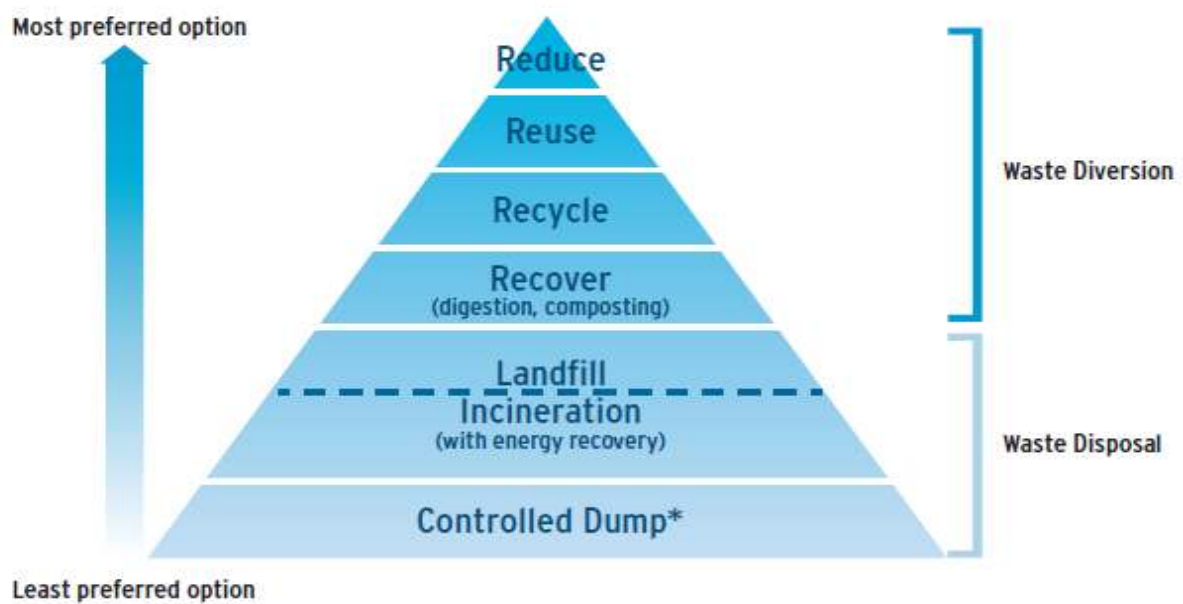 Most preferred option
Reduce
Reuse
Recycle
Recover
(digestion, composting)
Landfill
Incineration
(with energy recovery)
Controlled Dump*
Waste Diversion
Waste Disposal
Least preferred option